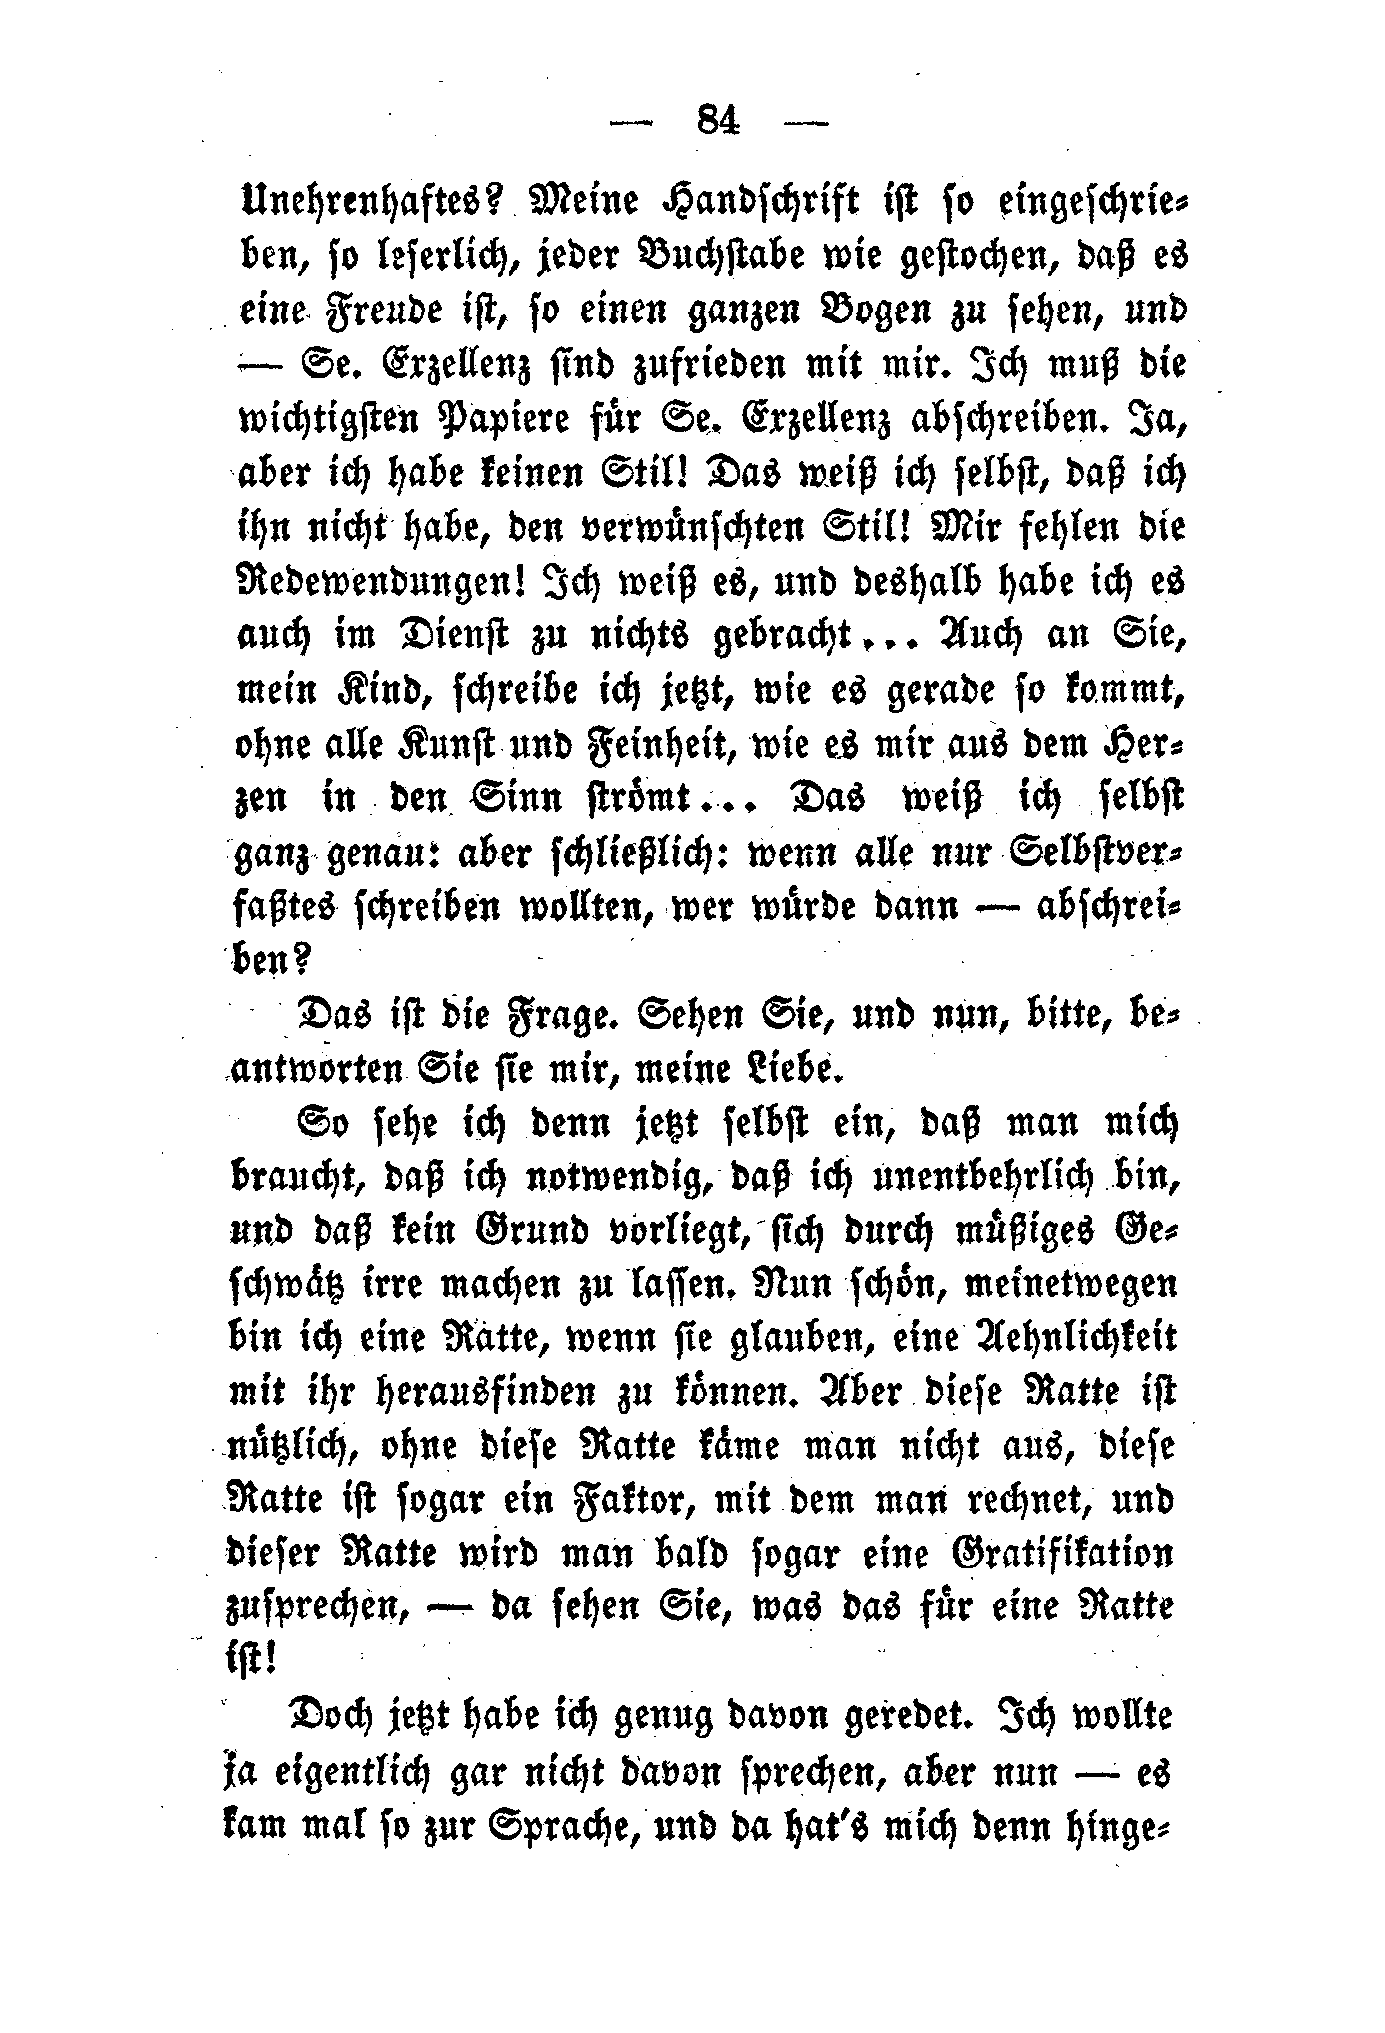 — 84 —
Unehrenhaftes? Meine Handschrift ist so eingeschrie-
ben, so leserlich, jeder Buchstabe wie gestochen, daß es
eine Freude ist, so einen ganzen Bogen zu sehen, und
— Se. Exzellenz sind zufrieden mit mir. Ich muß die
wichtigsten Papiere für Se. Exzellenz abschreiben. Ja,
aber ich habe keinen Stil! Das weiß ich selbst, daß ich
ihn nicht habe, den verwünschten Stil! Mir fehlen die
Redewendungen! Ich weiß es, und deshalb habe ich es
auch im Dienst zu nichts gebracht... Auch an Sie,
mein Kind, schreibe ich jetzt, wie es gerade so kommt,
ohne alle Kunst und Feinheit, wie es mir aus dem Her-
zen in den Sinn strömt... Das weiß ich selbst
ganz genau: aber schließlich: wenn alle nur Selbstver-
faßtes schreiben wollten, wer würde dann — abschrei-
ben?
Das ist die Frage. Sehen Sie, und nun, bitte, be-
antworten Sie sie mir, meine Liebe.
So sehe ich denn jetzt selbst ein, daß man mich
braucht, daß ich notwendig, daß ich unentbehrlich bin,
und daß kein Grund vorliegt, sich durch müßiges Ge-
schwätz irre machen zu lassen. Nun schön, meinetwegen
bin ich eine Ratte, wenn sie glauben, eine Aehnlichkeit
mit ihr herausfinden zu können. Aber diese Ratte ist
nützlich, ohne diese Ratte käme man nicht aus, diese
Ratte ist sogar ein Faktor, mit dem man rechnet, und
dieser Ratte wird man bald sogar eine Gratifikation
zusprechen, — da sehen Sie, was das für eine Ratte
ist!
Doch jetzt habe ich genug davon geredet. Ich wollte
ja eigentlich gar nicht davon sprechen, aber nun — es
kam mal so zur Sprache, und da hat's mich denn hinge-